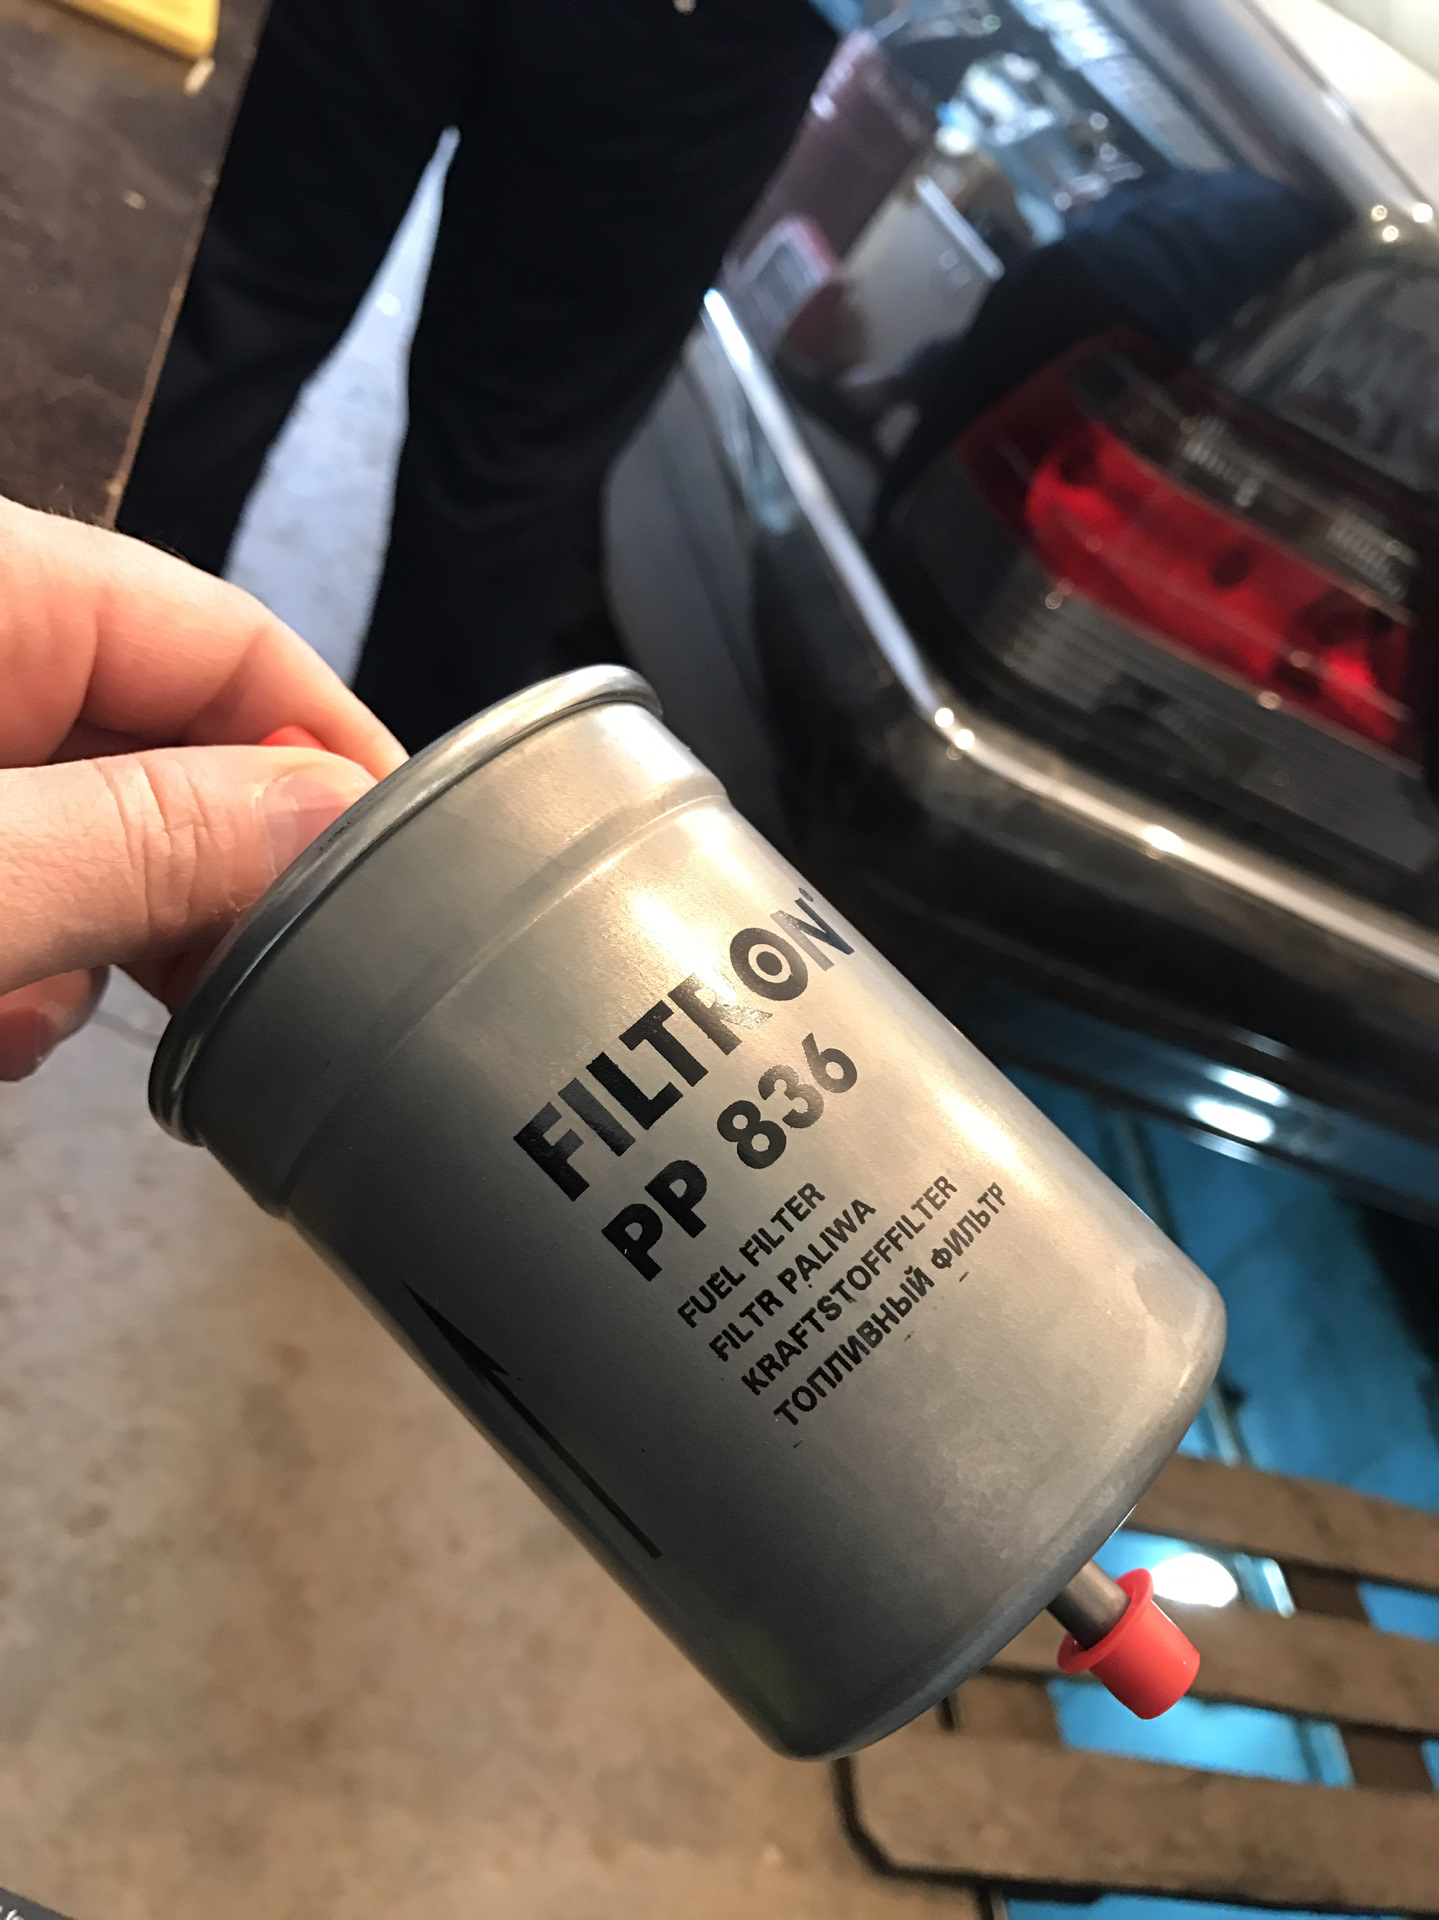 FILTRON®
PP 836
FUEL FILTER
FILTR PALIWA
KRAFTSTOFFFILTER
ТОПЛИВНЫЙ ФИЛЬТР